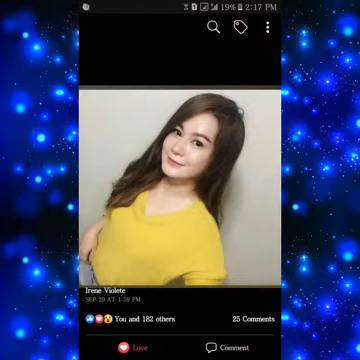 19% 2:17 PM
Irene Violete
SEP 29 AT 1:59 PM
You and 182 others 25 Comments
Love Comment